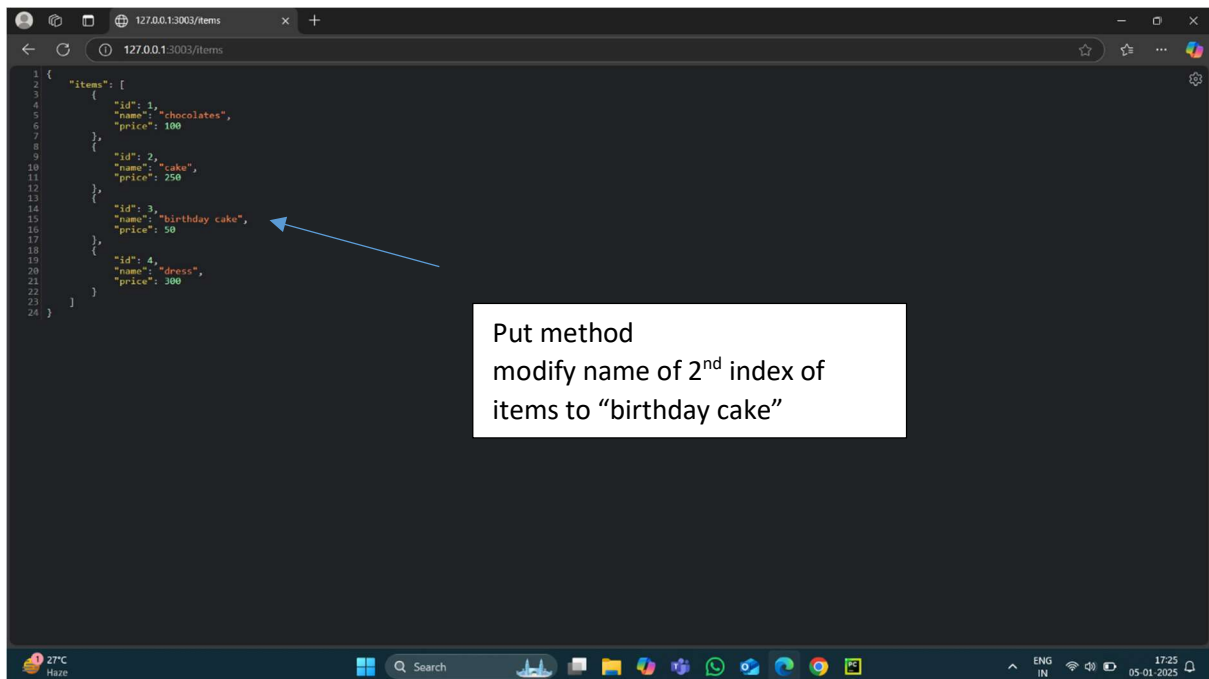 127.0.0.1:3003/items
127.0.0.1:3003/items
1 {
2 "items": [
3 {
4 "id": 1,
5 "name": "chocolates",
6 "price": 100
7 },
8 {
9 "id": 2,
10 "name": "cake",
11 "price": 250
12 },
13 {
14 "id": 3,
15 "name": "birthday cake",
16 "price": 50
17 },
18 {
19 "id": 4,
20 "name": "dress",
21 "price": 300
22 }
23 ]
24 }
Put method
modify name of 2nd index of
items to “birthday cake”
1
27°C
Haze
Search
PC
ENG
IN
17:25
05-01-2025